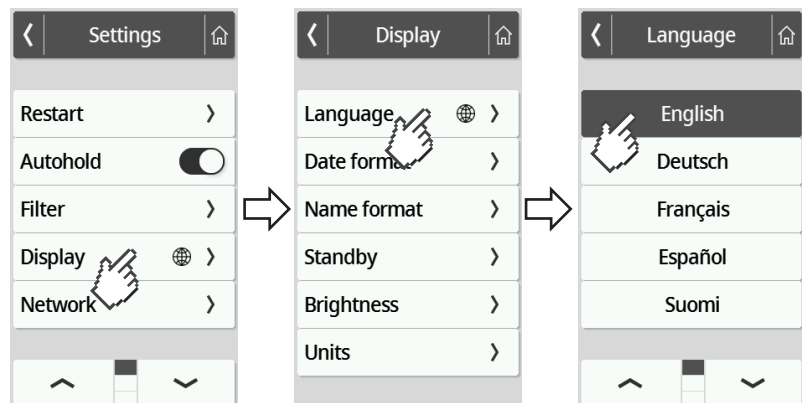 Settings
Restart
Autohold
Filter
Display
Network
Display
Language
Date format
Name format
Standby
Brightness
Units
Language
English
Deutsch
Français
Español
Suomi